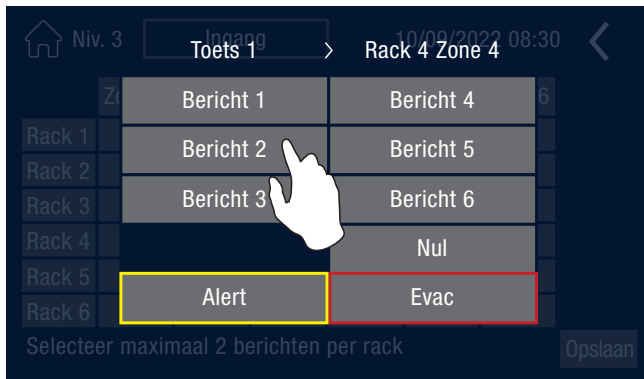 Niv. 3 Ingang 10/09/2022 08:30
Toets 1 > Rack 4 Zone 4
6
Bericht 1 Bericht 4
Rack 1
Bericht 2 Bericht 5
Rack 2
Rack 3 Bericht 3 Bericht 6
Rack 4 Nul
Rack 5
Alert Evac
Rack 6
Selecteer maximaal 2 berichten per rack Opslaan